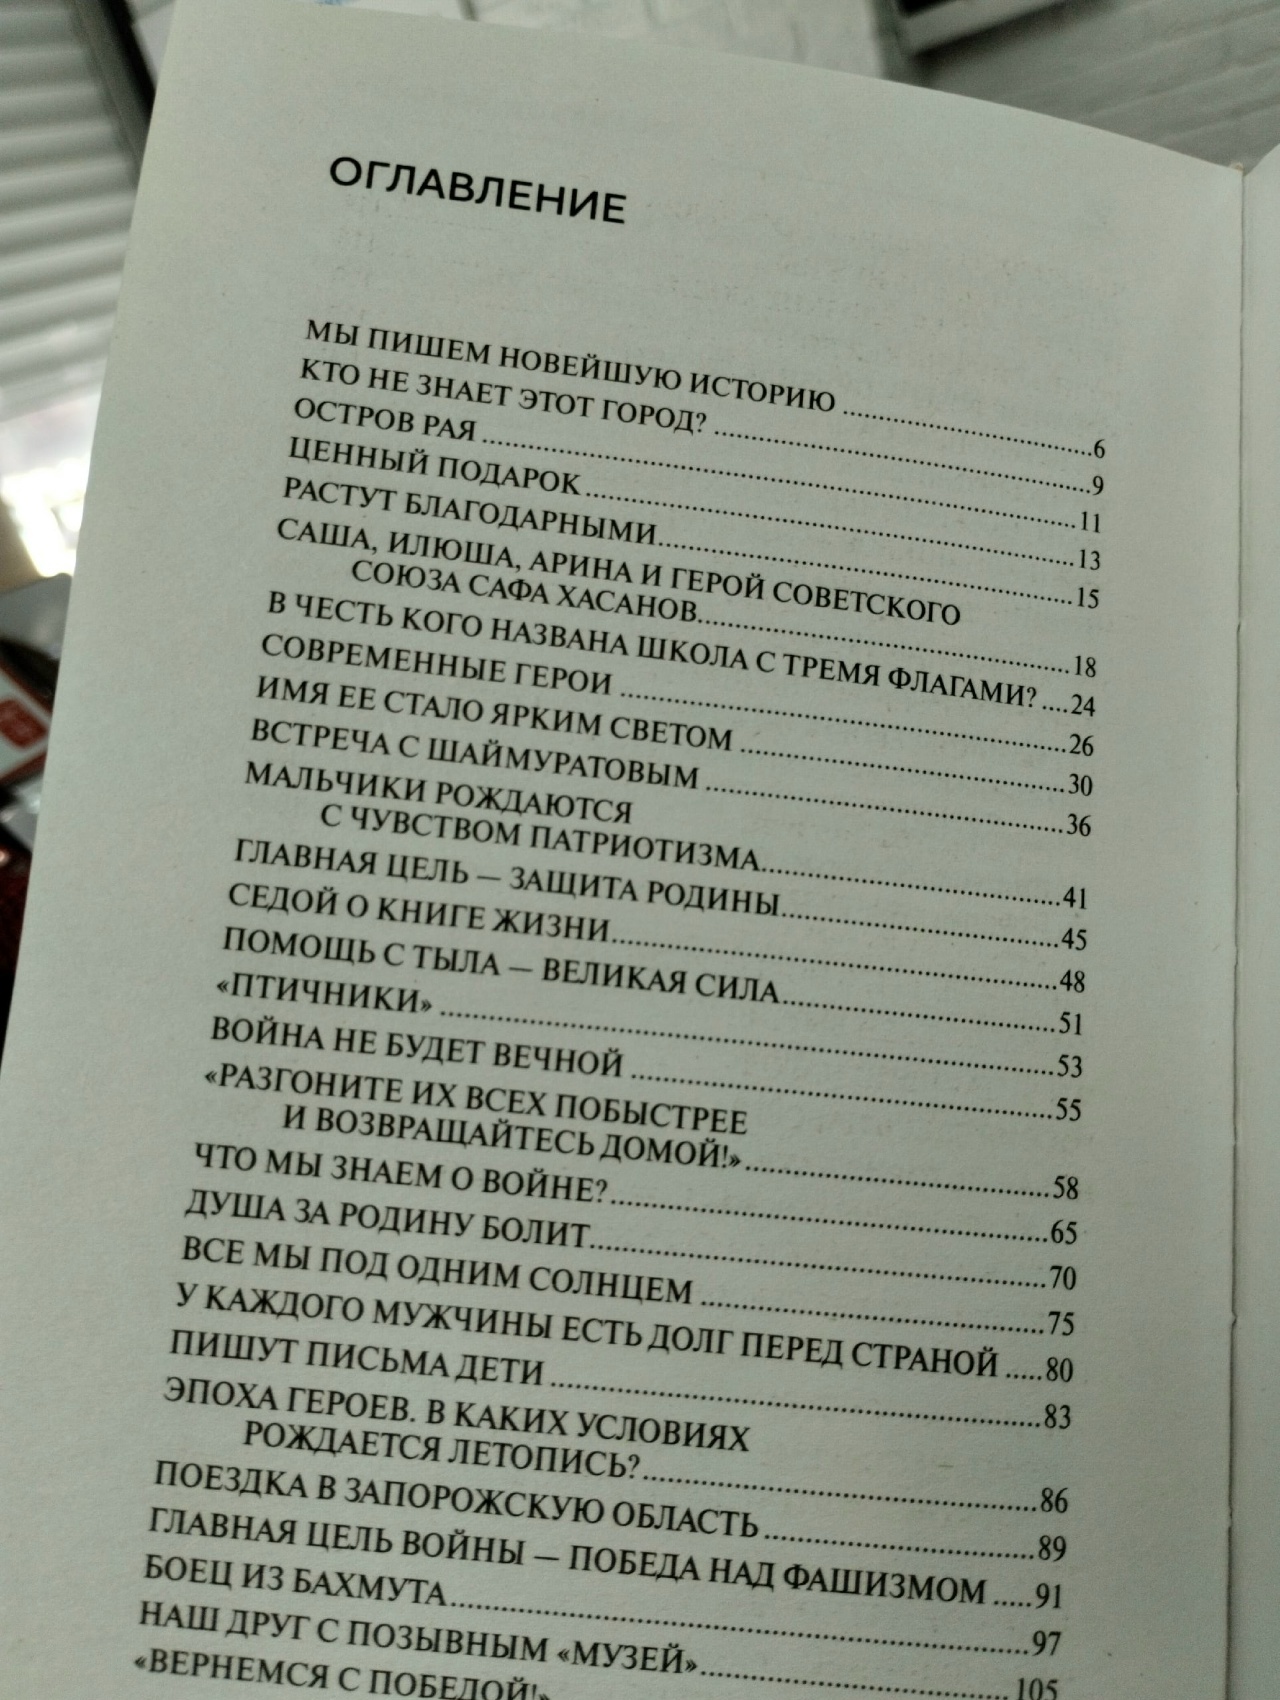 ОГЛАВЛЕНИЕ
МЫ ПИШЕМ НОВЕЙШУЮ ИСТОРИЮ ..........6
КТО НЕ ЗНАЕТ ЭТОТ ГОРОД? ..........9
ОСТРОВ РАЯ ..........11
ЦЕННЫЙ ПОДАРОК ..........13
РАСТУТ БЛАГОДАРНЫМИ ..........15
САША, ИЛЮША, АРИНА И ГЕРОЙ СОВЕТСКОГО
СОЮЗА САФА ХАСАНОВ ..........18
В ЧЕСТЬ КОГО НАЗВАНА ШКОЛА С ТРЕМЯ ФЛАГАМИ? ....24
СОВРЕМЕННЫЕ ГЕРОИ ..........26
ИМЯ ЕЕ СТАЛО ЯРКИМ СВЕТОМ ..........30
ВСТРЕЧА С ШАЙМУРАТОВЫМ ..........36
МАЛЬЧИКИ РОЖДАЮТСЯ
С ЧУВСТВОМ ПАТРИОТИЗМА ..........41
ГЛАВНАЯ ЦЕЛЬ — ЗАЩИТА РОДИНЫ ..........45
СЕДОЙ О КНИГЕ ЖИЗНИ ..........48
ПОМОЩЬ С ТЫЛА — ВЕЛИКАЯ СИЛА ..........51
«ПТИЧНИКИ» ..........53
ВОЙНА НЕ БУДЕТ ВЕЧНОЙ ..........55
«РАЗГОНИТЕ ИХ ВСЕХ ПОБЫСТРЕЕ
И ВОЗВРАЩАЙТЕСЬ ДОМОЙ!» ..........58
ЧТО МЫ ЗНАЕМ О ВОЙНЕ? ..........65
ДУША ЗА РОДИНУ БОЛИТ ..........70
ВСЕ МЫ ПОД ОДНИМ СОЛНЦЕМ ..........75
У КАЖДОГО МУЖЧИНЫ ЕСТЬ ДОЛГ ПЕРЕД СТРАНОЙ .....80
ПИШУТ ПИСЬМА ДЕТИ ..........83
ЭПОХА ГЕРОЕВ. В КАКИХ УСЛОВИЯХ
РОЖДАЕТСЯ ЛЕТОПИСЬ? ..........86
ПОЕЗДКА В ЗАПОРОЖСКУЮ ОБЛАСТЬ ..........89
ГЛАВНАЯ ЦЕЛЬ ВОЙНЫ — ПОБЕДА НАД ФАШИЗМОМ .....91
БОЕЦ ИЗ БАХМУТА ..........97
НАШ ДРУГ С ПОЗЫВНЫМ «МУЗЕЙ» ..........105
«ВЕРНЕМСЯ С ПОБЕДОЙ!»